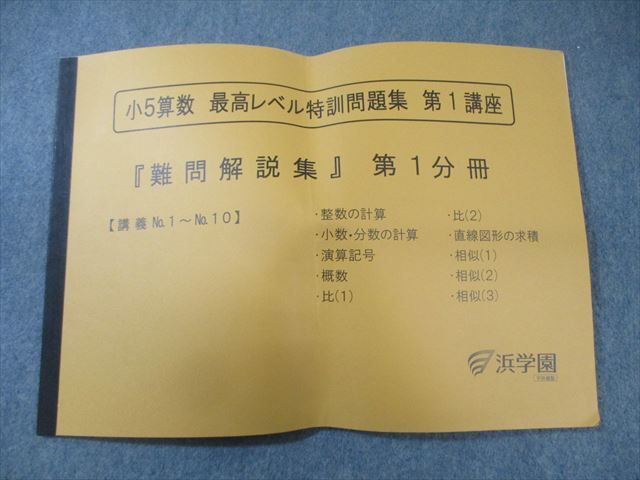 小5算数 最高レベル特訓問題集 第1講座
『難問解説集』 第1分冊
【講義 No.1～No.10】
・整数の計算
・小数・分数の計算
・演算記号
・概数
・比(1)
・比(2)
・直線図形の求積
・相似(1)
・相似(2)
・相似(3)
浜学園